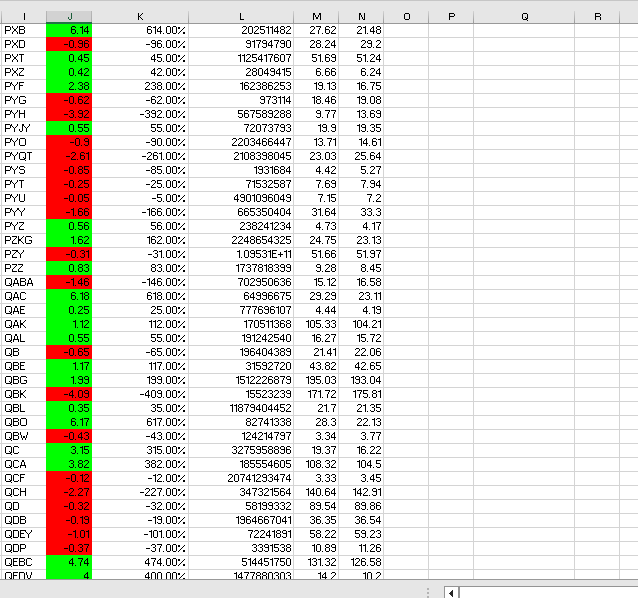 I J K L M N O P Q R
PXB 6.14 614.00% 202511482 27.62 21.48
PXD -0.96 -96.00% 91794790 28.24 29.2
PXT 0.45 45.00% 1125417607 51.69 51.24
PXZ 0.42 42.00% 28049415 6.66 6.24
PYF 2.38 238.00% 162386253 19.13 16.75
PYG -0.62 -62.00% 973114 18.46 19.08
PYH -3.92 -392.00% 567589288 9.77 13.69
PYJY 0.55 55.00% 72073793 19.9 19.35
PYO -0.9 -90.00% 2203466447 13.71 14.61
PYQT -2.61 -261.00% 2108398045 23.03 25.64
PYS -0.85 -85.00% 1931684 4.42 5.27
PYT -0.25 -25.00% 71532587 7.69 7.94
PYU -0.05 -5.00% 4901096049 7.15 7.2
PYY -1.66 -166.00% 665350404 31.64 33.3
PYZ 0.56 56.00% 238241234 4.73 4.17
PZKG 1.62 162.00% 2248654325 24.75 23.13
PZY -0.31 -31.00% 1.09531E+11 51.66 51.97
PZZ 0.83 83.00% 1737818399 9.28 8.45
QABA -1.46 -146.00% 702950636 15.12 16.58
QAC 6.18 618.00% 64996675 29.29 23.11
QAE 0.25 25.00% 777696107 4.44 4.19
QAK 1.12 112.00% 170511368 105.33 104.21
QAL 0.55 55.00% 191242540 16.27 15.72
QB -0.65 -65.00% 196404389 21.41 22.06
QBE 1.17 117.00% 31592720 43.82 42.65
QBG 1.99 199.00% 1512226879 195.03 193.04
QBK -4.09 -409.00% 15523239 171.72 175.81
QBL 0.35 35.00% 11879404452 21.7 21.35
QBO 6.17 617.00% 82741338 28.3 22.13
QBW -0.43 -43.00% 124214797 3.34 3.77
QC 3.15 315.00% 3275958896 19.37 16.22
QCA 3.82 382.00% 185554605 108.32 104.5
QCF -0.12 -12.00% 20741293474 3.33 3.45
QCH -2.27 -227.00% 347321564 140.64 142.91
QD -0.32 -32.00% 58199332 89.54 89.86
QDB -0.19 -19.00% 1964667041 36.35 36.54
QDEY -1.01 -101.00% 72241891 58.22 59.23
QDP -0.37 -37.00% 3391538 10.89 11.26
QEBC 4.74 474.00% 514451750 131.32 126.58
QEDV 4 400.00% 1477880303 14.2 10.2